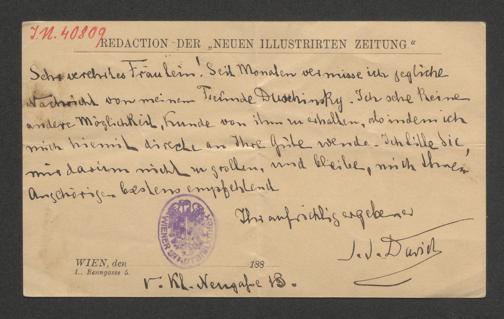 I.N. 40809
REDACTION DER „NEUEN ILLUSTRIRTEN ZEITUNG“
Sehr verehrtes Fräulein! Seit Monaten vermisse ich jegliche
Nachricht von meinem Freunde Duschinsky. Ich sehe keine
andere Möglichkeit, Kunde von ihm zu erhalten, als indem ich
mich hiemit directe an Ihre Güte wende. Ich bitte Sie,
mir darum nicht zu grollen, und bleibe, mich Ihren
Angehörigen bestens empfehlend
Ihr aufrichtig ergebener
J. J. David
WIEN, den 188
I., Renngasse 5.
V. Kl. Neugasse 13.